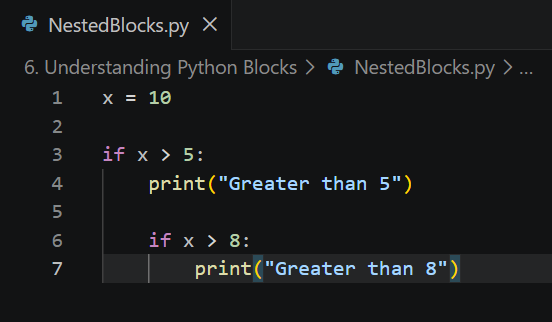 NestedBlocks.py
6. Understanding Python Blocks > NestedBlocks.py > ...
1 x = 10
2
3 if x > 5:
4     print("Greater than 5")
5
6     if x > 8:
7         print("Greater than 8")